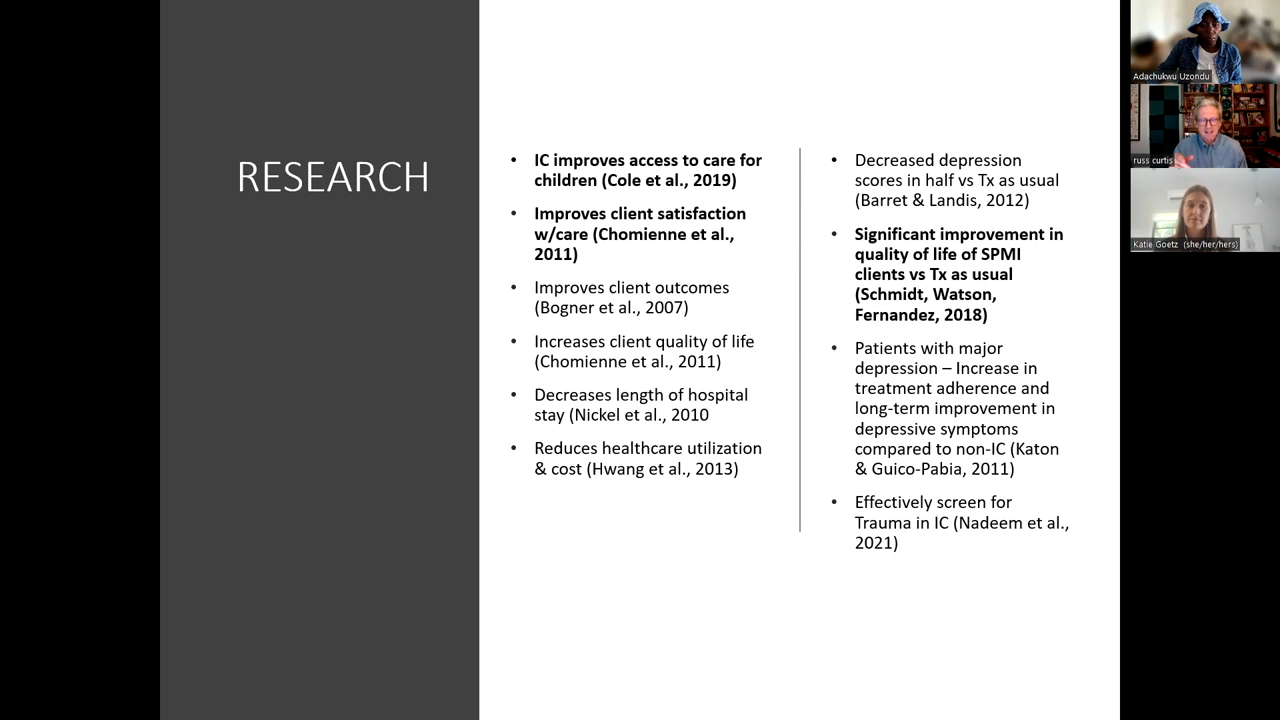 RESEARCH
• IC improves access to care for
children (Cole et al., 2019)
• Improves client satisfaction
w/care (Chomienne et al.,
2011)
• Improves client outcomes
(Bogner et al., 2007)
• Increases client quality of life
(Chomienne et al., 2011)
• Decreases length of hospital
stay (Nickel et al., 2010
• Reduces healthcare utilization
& cost (Hwang et al., 2013)
• Decreased depression
scores in half vs Tx as usual
(Barret & Landis, 2012)
• Significant improvement in
quality of life of SPMI
clients vs Tx as usual
(Schmidt, Watson,
Fernandez, 2018)
• Patients with major
depression – Increase in
treatment adherence and
long-term improvement in
depressive symptoms
compared to non-IC (Katon
& Guico-Pabia, 2011)
• Effectively screen for
Trauma in IC (Nadeem et al.,
2021)
Adachukwu Uzondu
russ curtis
Katie Goetz (she/her/hers)